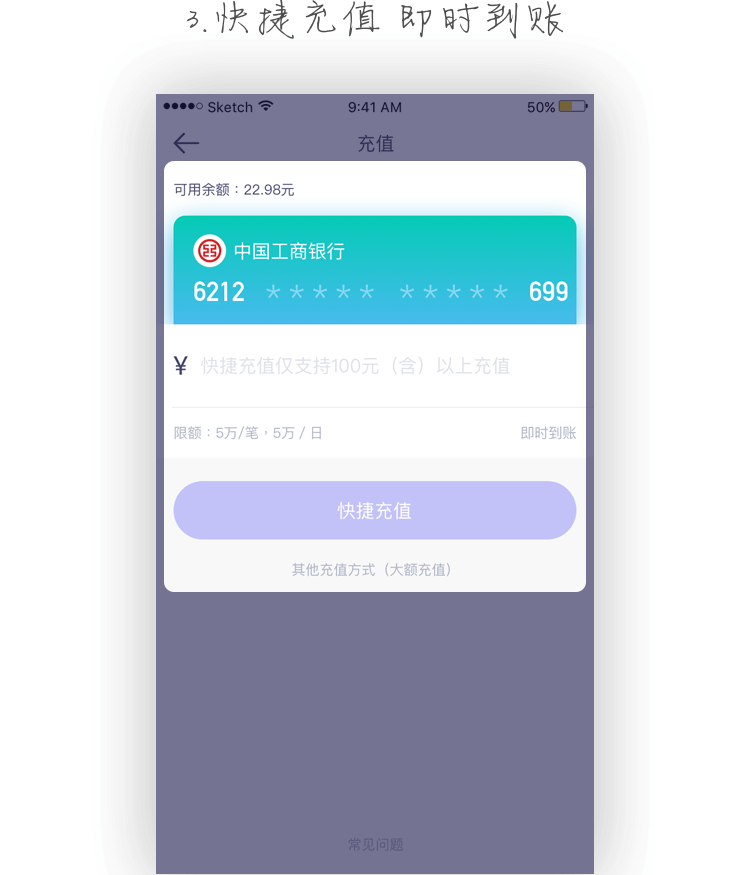 3.快捷充值 即时到账
Sketch 9:41 AM 50%
充值
可用余额：22.98元
中国工商银行
6212 ***** ***** 699
¥ 快捷充值仅支持100元（含）以上充值
限额：5万/笔，5万 / 日 即时到账
快捷充值
其他充值方式（大额充值）
常见问题